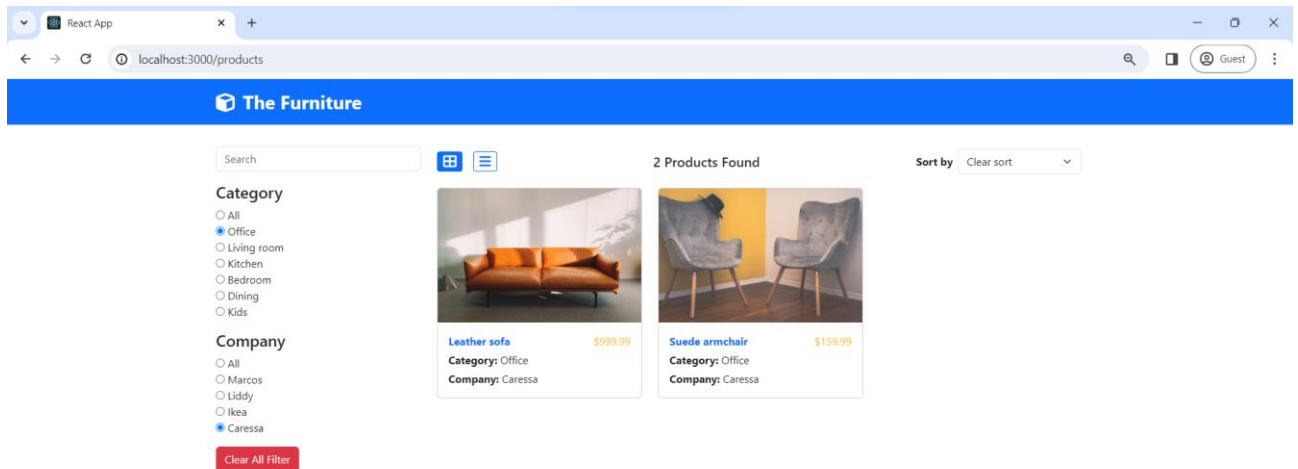 React App
localhost:3000/products
Guest
The Furniture
Search
Category
All
Office
Living room
Kitchen
Bedroom
Dining
Kids
Company
All
Marcos
Liddy
Ikea
Caressa
Clear All Filter
2 Products Found
Sort by Clear sort
Leather sofa $999.99
Category: Office
Company: Caressa
Suede armchair $159.99
Category: Office
Company: Caressa